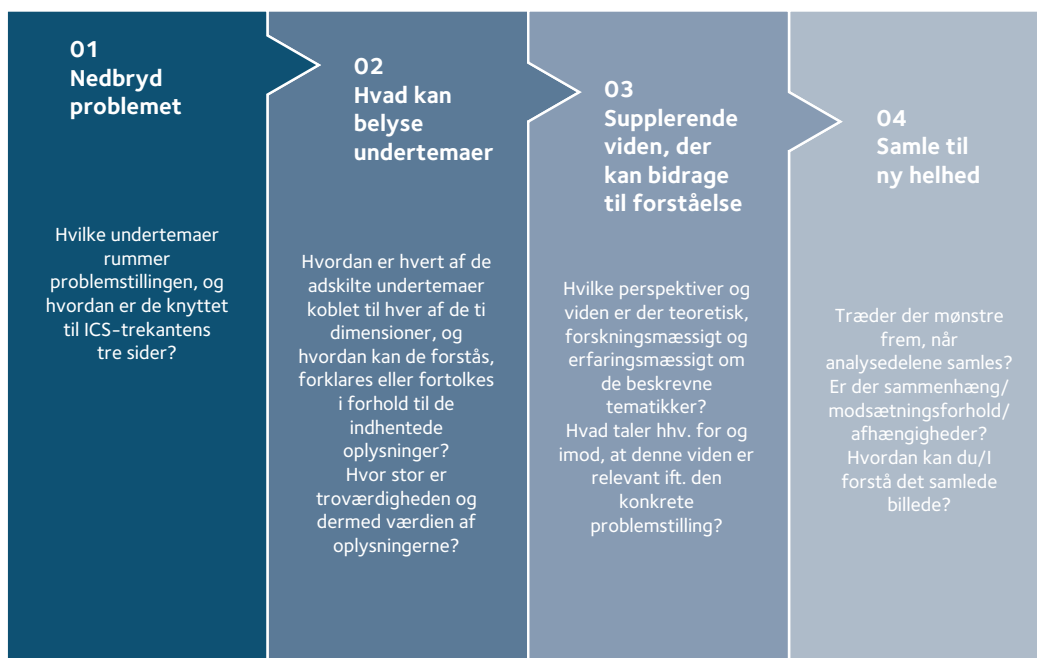 01
Nedbryd
problemet
Hvilke undertemaer
rummer
problemstillingen, og
hvordan er de knyttet
til ICS-trekantens
tre sider?
02
Hvad kan
belyse
undertemaer
Hvordan er hvert af de
adskilte undertemaer
koblet til hver af de ti
dimensioner, og
hvordan kan de forstås,
forklares eller fortolkes
i forhold til de
indhentede
oplysninger?
Hvor stor er
troværdigheden og
dermed værdien af
oplysningerne?
03
Supplerende
viden, der
kan bidrage
til forståelse
Hvilke perspektiver og
viden er der teoretisk,
forskningsmæssigt og
erfaringsmæssigt om
de beskrevne
tematikker?
Hvad taler hhv. for og
imod, at denne viden er
relevant ift. den
konkrete
problemstilling?
04
Samle til
ny helhed
Træder der mønstre
frem, når
analysedelene samles?
Er der sammenhæng/
modsætningsforhold/
afhængigheder?
Hvordan kan du/I
forstå det samlede
billede?